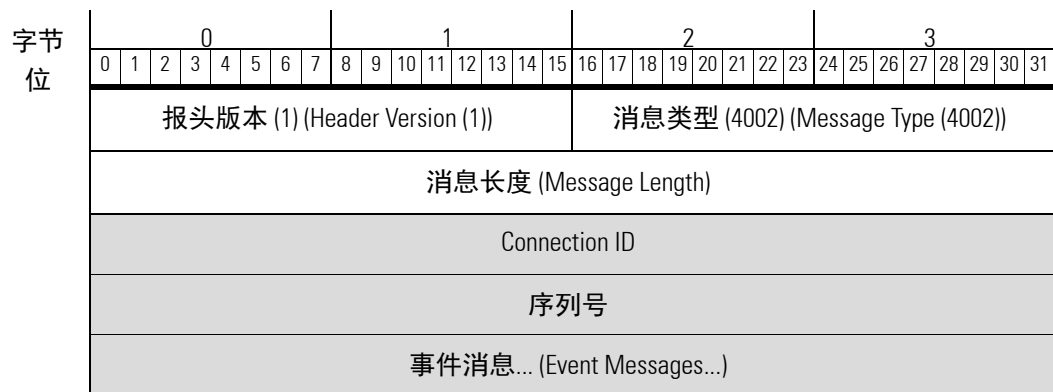 字节 0 1 2 3
位 0 1 2 3 4 5 6 7 8 9 10 11 12 13 14 15 16 17 18 19 20 21 22 23 24 25 26 27 28 29 30 31
报头版本 (1) (Header Version (1)) 消息类型 (4002) (Message Type (4002))
消息长度 (Message Length)
Connection ID
序列号
事件消息... (Event Messages...)